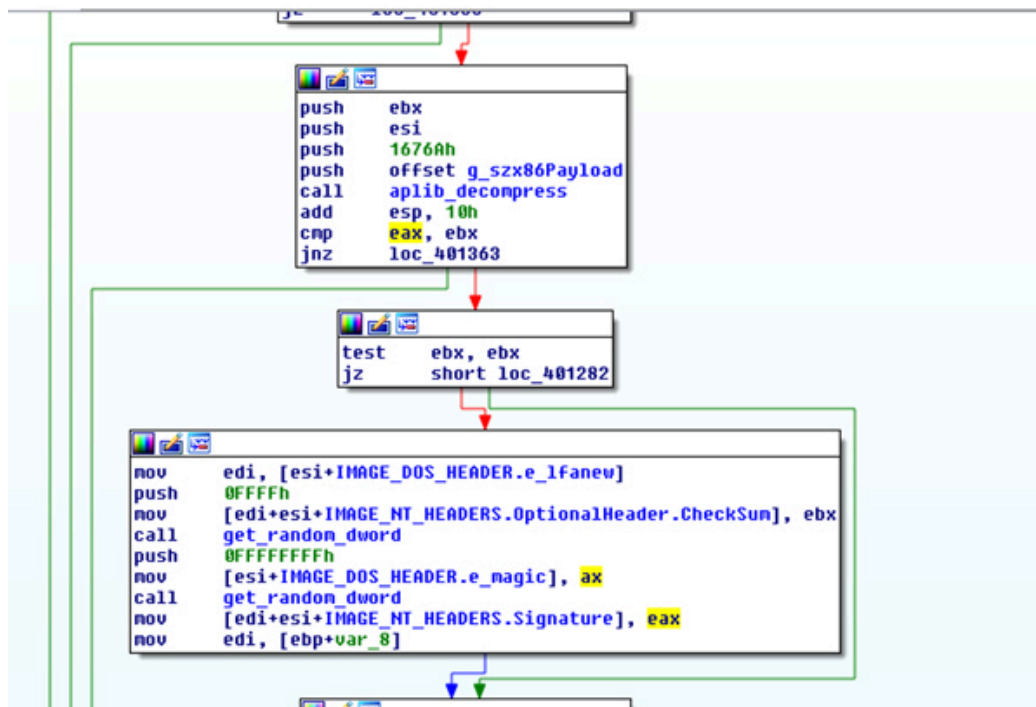 push ebx
push esi
push 1676Ah
push offset g_szx86Payload
call aplib_decompress
add esp, 10h
cmp eax, ebx
jnz loc_401363
test ebx, ebx
jz short loc_401282
mov edi, [esi+IMAGE_DOS_HEADER.e_lfanew]
push 0FFFFh
mov [edi+esi+IMAGE_NT_HEADERS.OptionalHeader.CheckSum], ebx
call get_random_dword
push 0FFFFFFFFh
mov [esi+IMAGE_DOS_HEADER.e_magic], ax
call get_random_dword
mov [edi+esi+IMAGE_NT_HEADERS.Signature], eax
mov edi, [ebp+var_8]